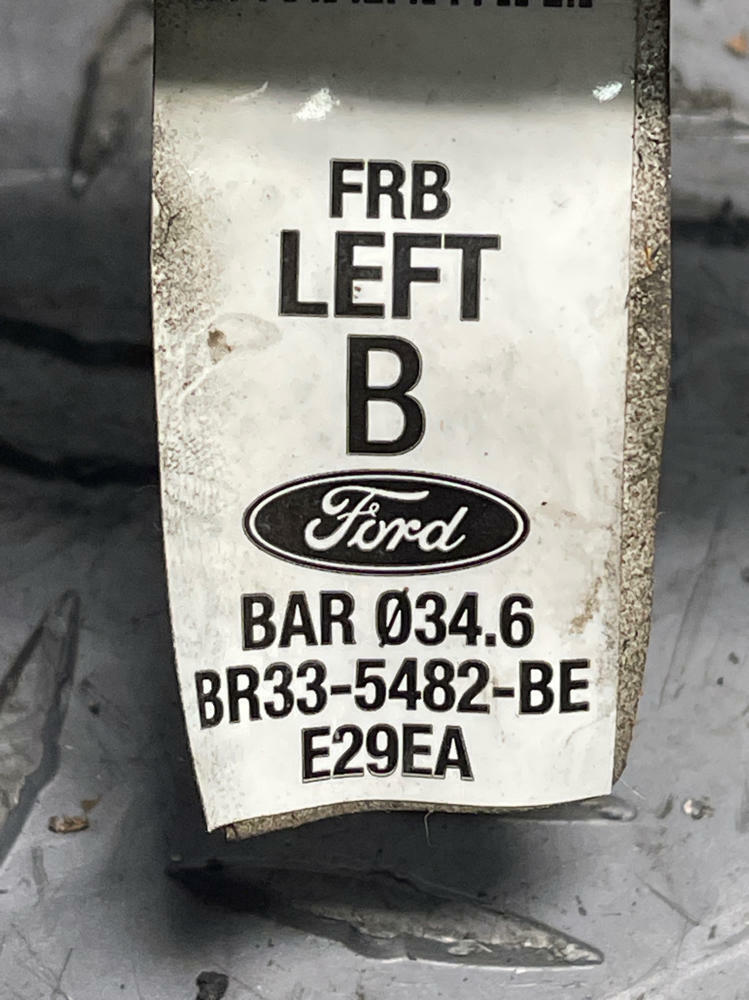 FRB
LEFT
B
Ford
BAR Ø34.6
BR33-5482-BE
E29EA